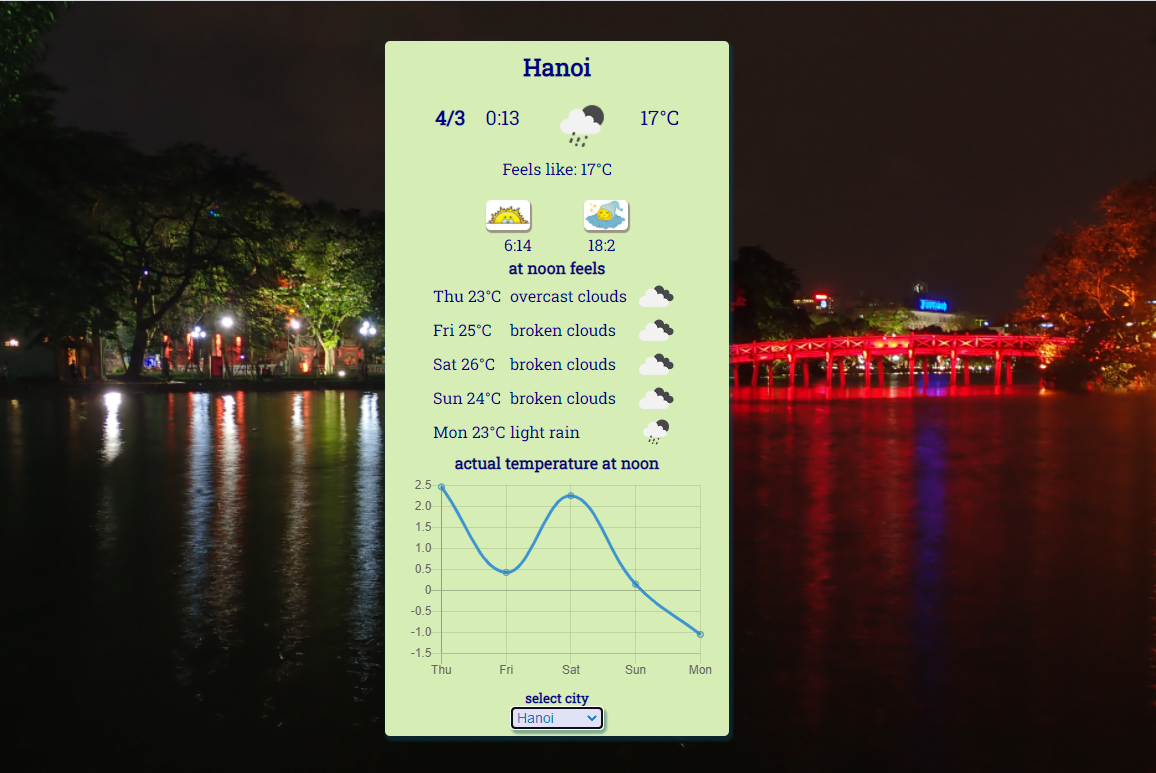 Hanoi
4/3 0:13 17°C
Feels like: 17°C
6:14 18:2
at noon feels
Thu 23°C overcast clouds
Fri 25°C broken clouds
Sat 26°C broken clouds
Sun 24°C broken clouds
Mon 23°C light rain
actual temperature at noon
2.5
2.0
1.5
1.0
0.5
0
-0.5
-1.0
-1.5
Thu Fri Sat Sun Mon
select city
Hanoi